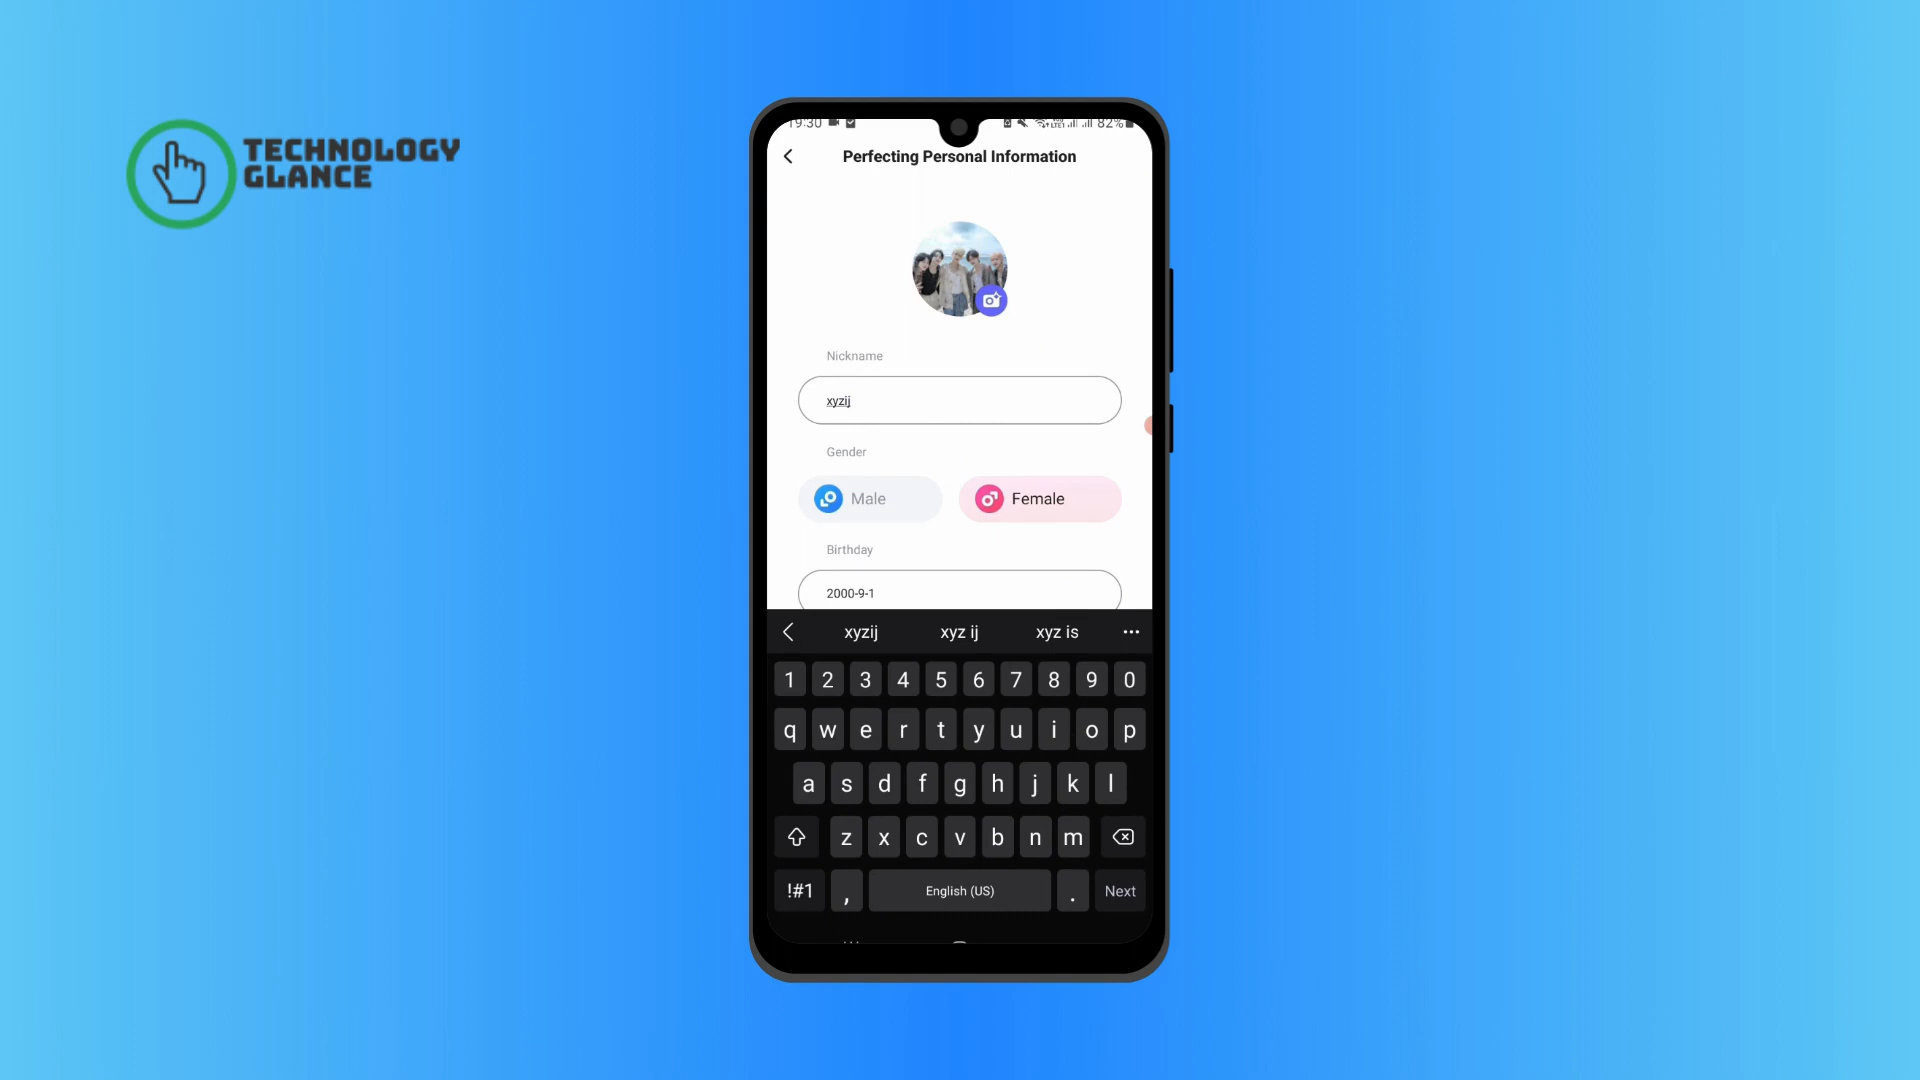 TECHNOLOGY
GLANCE
19:30 82%
Perfecting Personal Information
Nickname
xyzij
Gender
Male Female
Birthday
2000-9-1
xyzij xyz ij xyz is
1 2 3 4 5 6 7 8 9 0
q w e r t y u i o p
a s d f g h j k l
z x c v b n m
!#1 , English (US) . Next